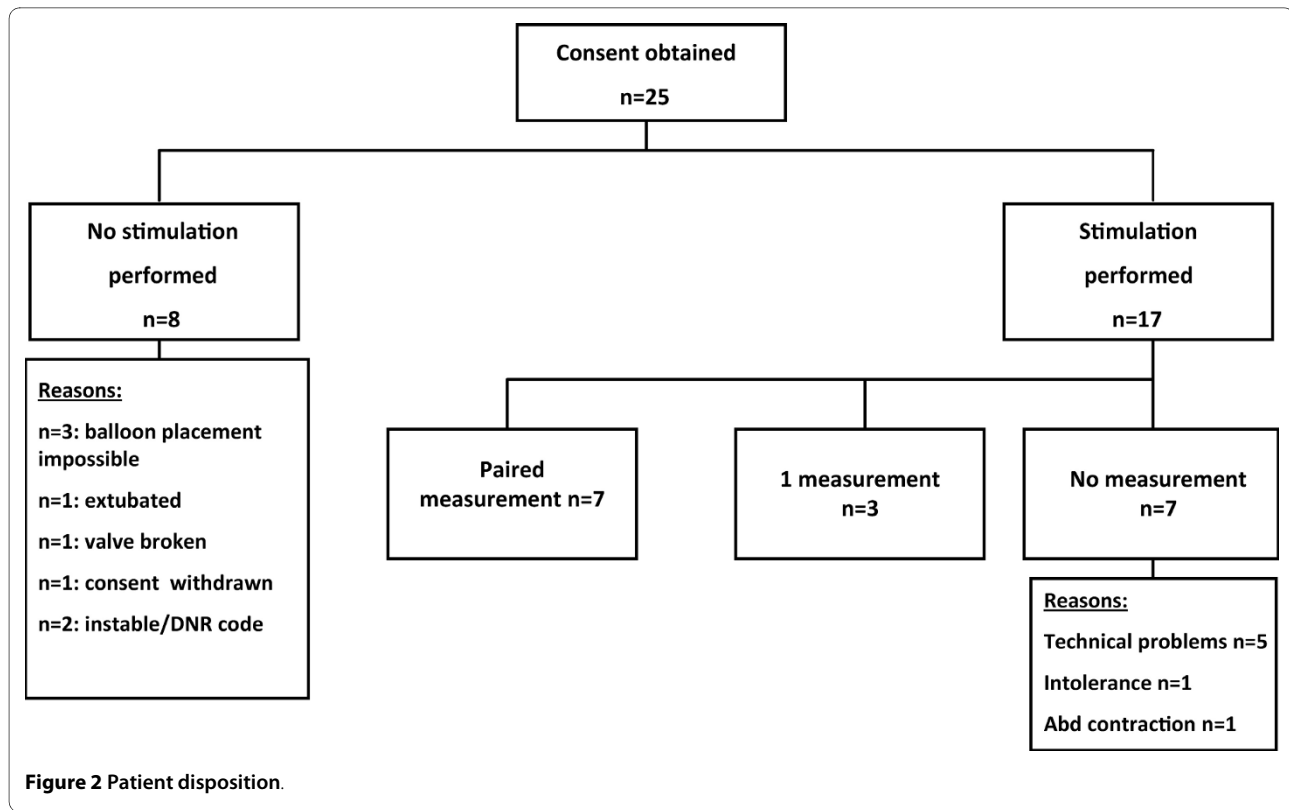 Consent obtained
n=25
No stimulation
performed
n=8
Stimulation
performed
n=17
Reasons:
n=3: balloon placement
impossible
n=1: extubated
n=1: valve broken
n=1: consent withdrawn
n=2: instable/DNR code
Paired
measurement n=7
1 measurement
n=3
No measurement
n=7
Reasons:
Technical problems n=5
Intolerance n=1
Abd contraction n=1
Figure 2 Patient disposition.